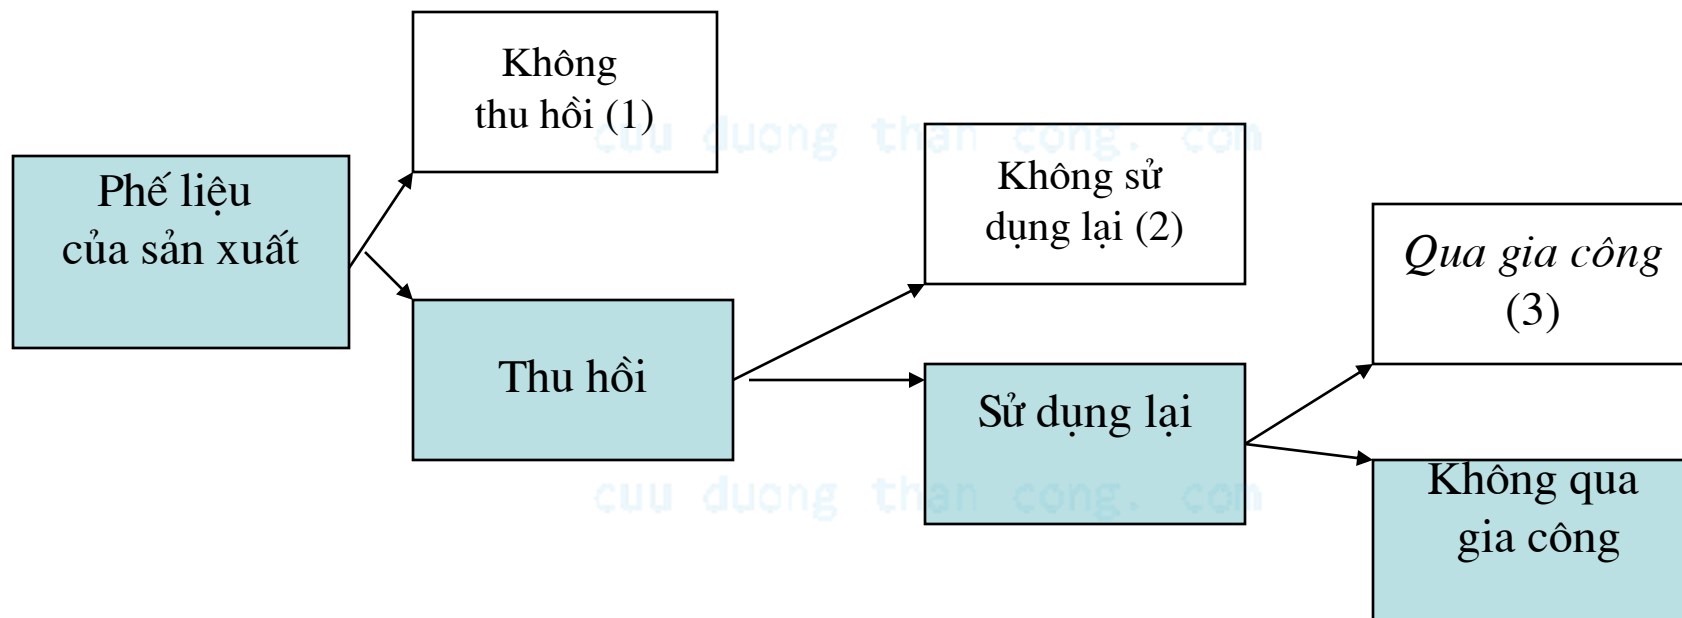 Không
thu hồi (1)
cuu duong than cong. com
Phế liệu
của sản xuất
Không sử
dụng lại (2)
Qua gia công
(3)
Thu hồi
Sử dụng lại
Không qua
gia công
cuu duong than cong. com